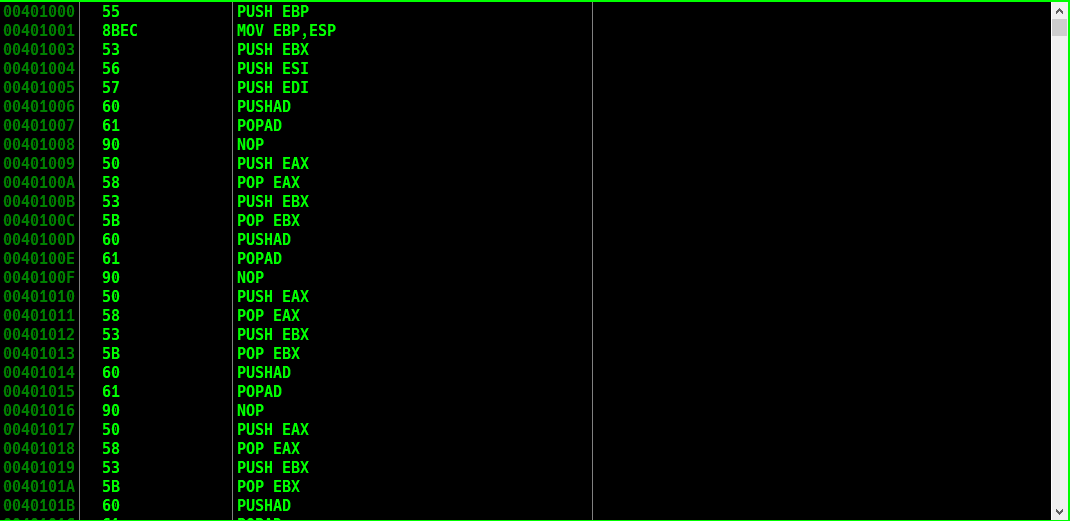 00401000 55 PUSH EBP
00401001 8BEC MOV EBP,ESP
00401003 53 PUSH EBX
00401004 56 PUSH ESI
00401005 57 PUSH EDI
00401006 60 PUSHAD
00401007 61 POPAD
00401008 90 NOP
00401009 50 PUSH EAX
0040100A 58 POP EAX
0040100B 53 PUSH EBX
0040100C 5B POP EBX
0040100D 60 PUSHAD
0040100E 61 POPAD
0040100F 90 NOP
00401010 50 PUSH EAX
00401011 58 POP EAX
00401012 53 PUSH EBX
00401013 5B POP EBX
00401014 60 PUSHAD
00401015 61 POPAD
00401016 90 NOP
00401017 50 PUSH EAX
00401018 58 POP EAX
00401019 53 PUSH EBX
0040101A 5B POP EBX
0040101B 60 PUSHAD